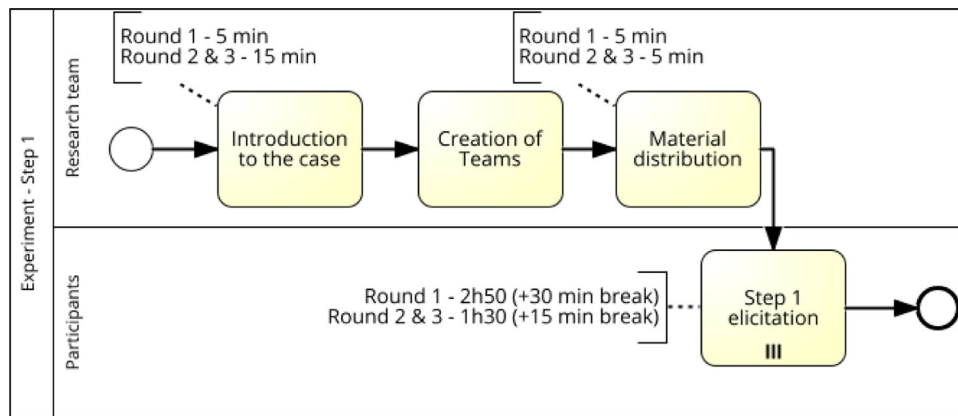 Experiment - Step 1
Research team
Round 1 - 5 min
Round 2 & 3 - 15 min
Round 1 - 5 min
Round 2 & 3 - 5 min
Introduction
to the case
Creation of
Teams
Material
distribution
Participants
Round 1 - 2h50 (+30 min break)
Round 2 & 3 - 1h30 (+15 min break)
Step 1
elicitation